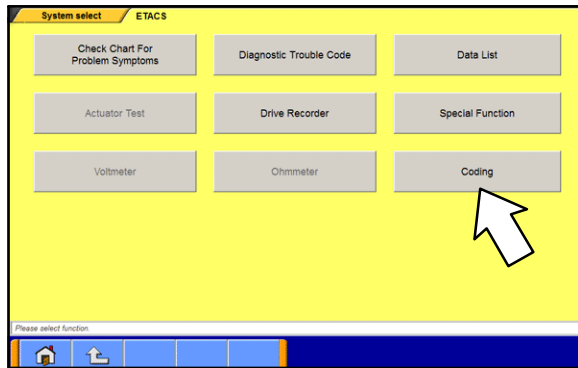 System select
ETACS
Check Chart For
Problem Symptoms
Diagnostic Trouble Code
Data List
Actuator Test
Drive Recorder
Special Function
Voltmeter
Ohmmeter
Coding
Please select function.